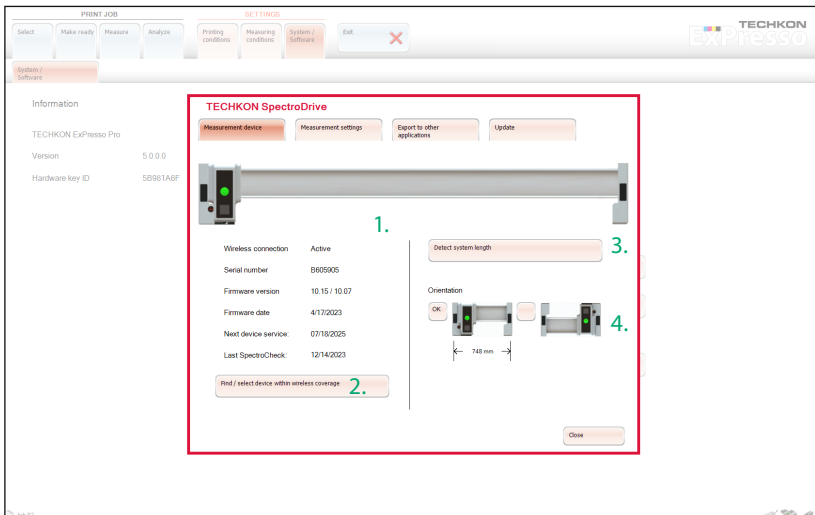 PRINT JOB
SETTINGS
Select
Make ready
Measure
Analyze
Printing
conditions
Measuring
conditions
System /
Software
Exit
TECHKON
ExPresso
System /
Software
Information
TECHKON ExPresso Pro
Version 5.0.0.0
Hardware key ID 5B981A6F
TECHKON SpectroDrive
Measurement device
Measurement settings
Export to other
applications
Update
1.
Wireless connection Active
Serial number B605905
Firmware version 10.15 / 10.07
Firmware date 4/17/2023
Next device service: 07/18/2025
Last SpectroCheck: 12/14/2023
Find / select device within wireless coverage
2.
Detect system length
3.
Orientation
OK
4.
748 mm
Close